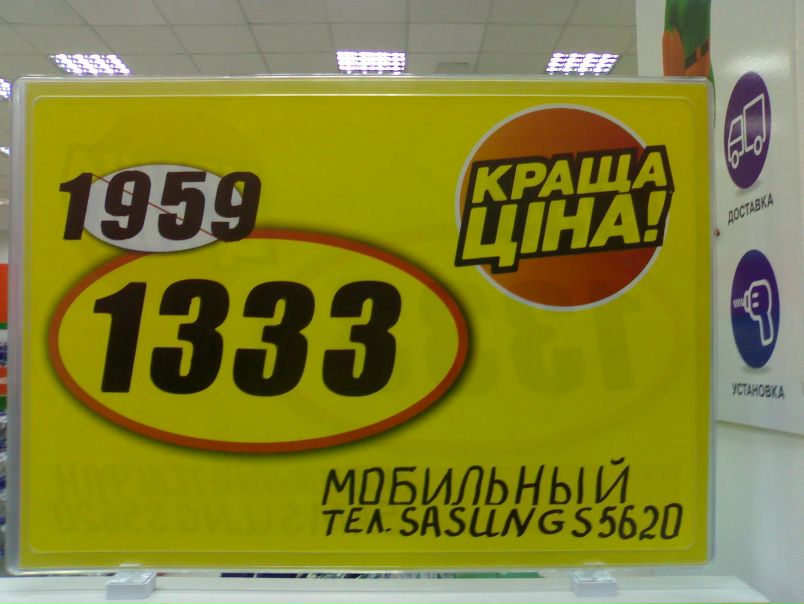 1959
1333
КРАЩА
ЦІНА!
МОБИЛЬНЫЙ
ТЕЛ. SASUNG S5620
ДОСТАВКА
УСТАНОВКА